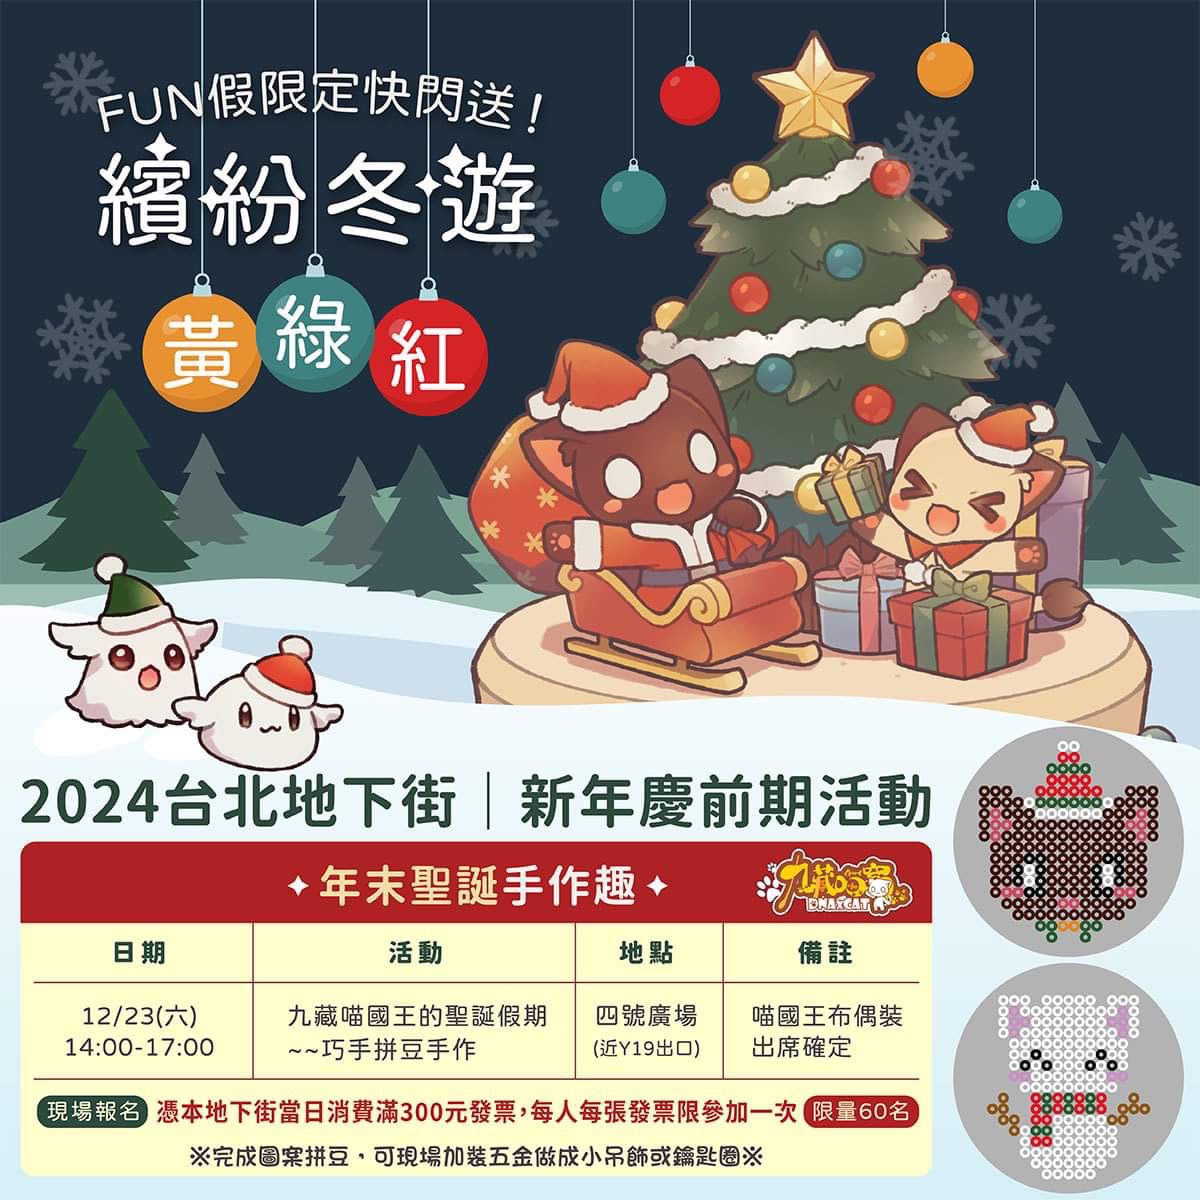 FUN假限定快閃送！
繽紛冬遊
黃綠紅
2024台北地下街｜新年慶前期活動
年末聖誕手作趣
九藏喵窩
DNAXCAT
日期 活動 地點 備註
12/23(六) 九藏喵國王的聖誕假期 四號廣場 喵國王布偶裝
14:00-17:00 ~~巧手拼豆手作 (近Y19出口) 出席確定
現場報名 憑本地下街當日消費滿300元發票，每人每張發票限參加一次 限量60名
※完成圖案拼豆，可現場加裝五金做成小吊飾或鑰匙圈※